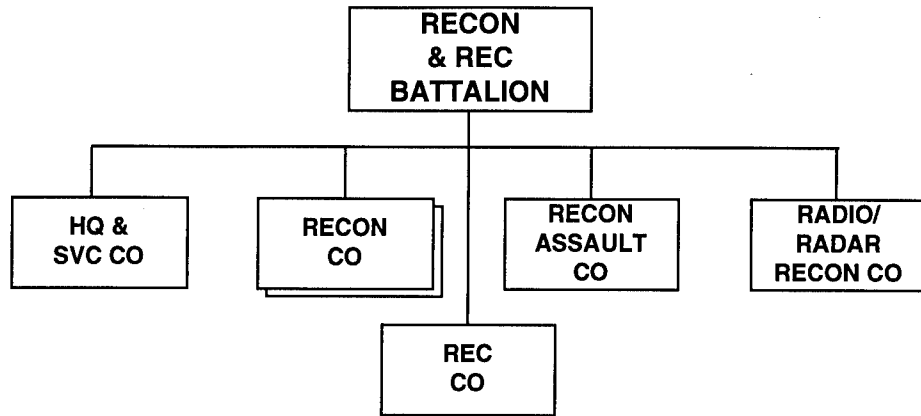 RECON
& REC
BATTALION
HQ &
SVC CO
RECON
CO
RECON
ASSAULT
CO
RADIO/
RADAR
RECON CO
REC
CO